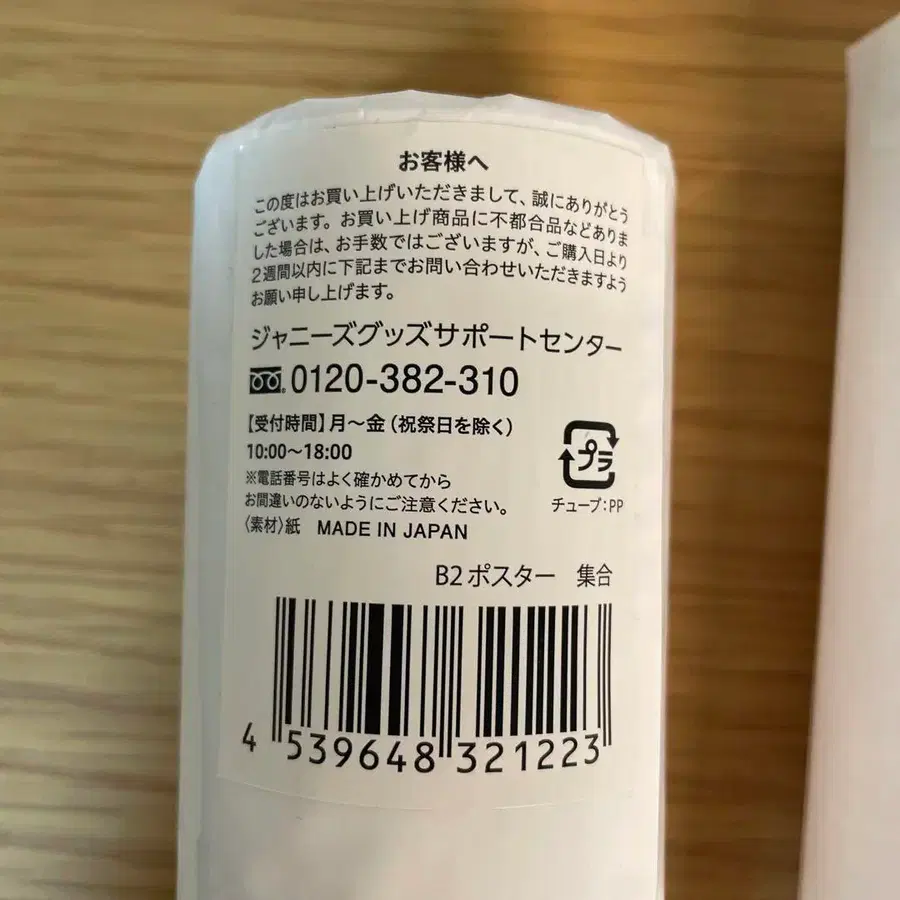 お客様へ
この度はお買い上げいただきまして、誠にありがとう
ございます。お買い上げ商品に不都合品などありま
した場合は、お手数ではございますが、ご購入日より
2週間以内に下記までお問い合わせいただきますよう
お願い申し上げます。
ジャニーズグッズサポートセンター
0120-382-310
【受付時間】月〜金（祝祭日を除く）
10:00〜18:00
※電話番号はよく確かめてから
お間違いのないようにご注意ください。
〈素材〉紙 MADE IN JAPAN
プラ
チューブ:PP
B2ポスター 集合
4 539648 321223